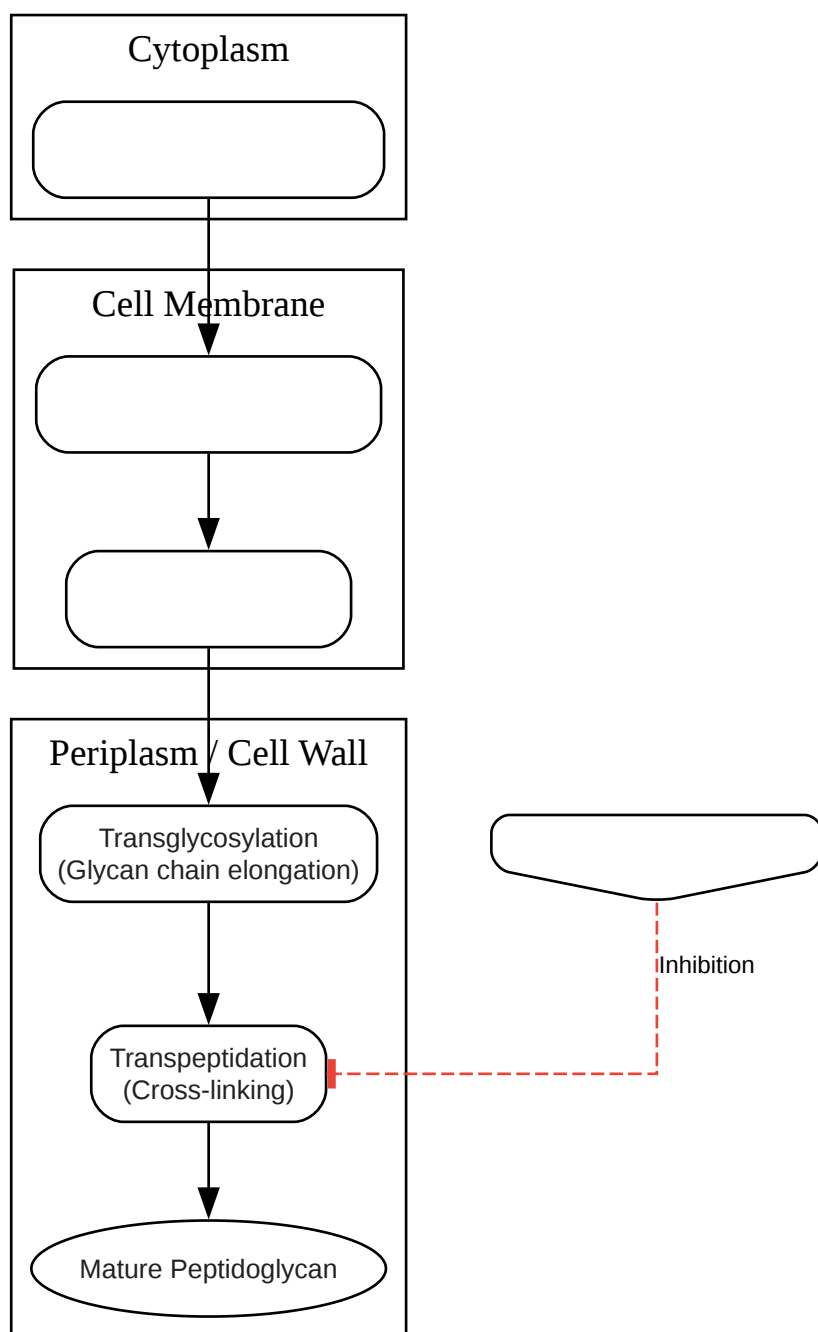 Cytoplasm
Cell Membrane
Periplasm / Cell Wall
Transglycosylation
(Glycan chain elongation)
Inhibition
Transpeptidation
(Cross-linking)
Mature Peptidoglycan